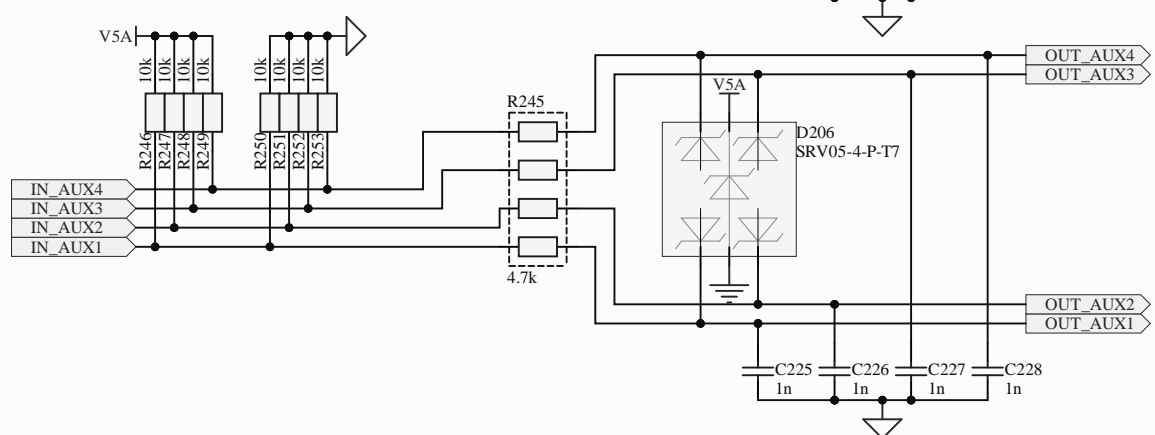 V5A
10k
10k
10k
10k
10k
10k
10k
10k
R246
R247
R248
R249
R250
R251
R252
R253
R245
4.7k
IN_AUX4
IN_AUX3
IN_AUX2
IN_AUX1
V5A
D206
SRV05-4-P-T7
OUT_AUX4
OUT_AUX3
OUT_AUX2
OUT_AUX1
C225
1n
C226
1n
C227
1n
C228
1n